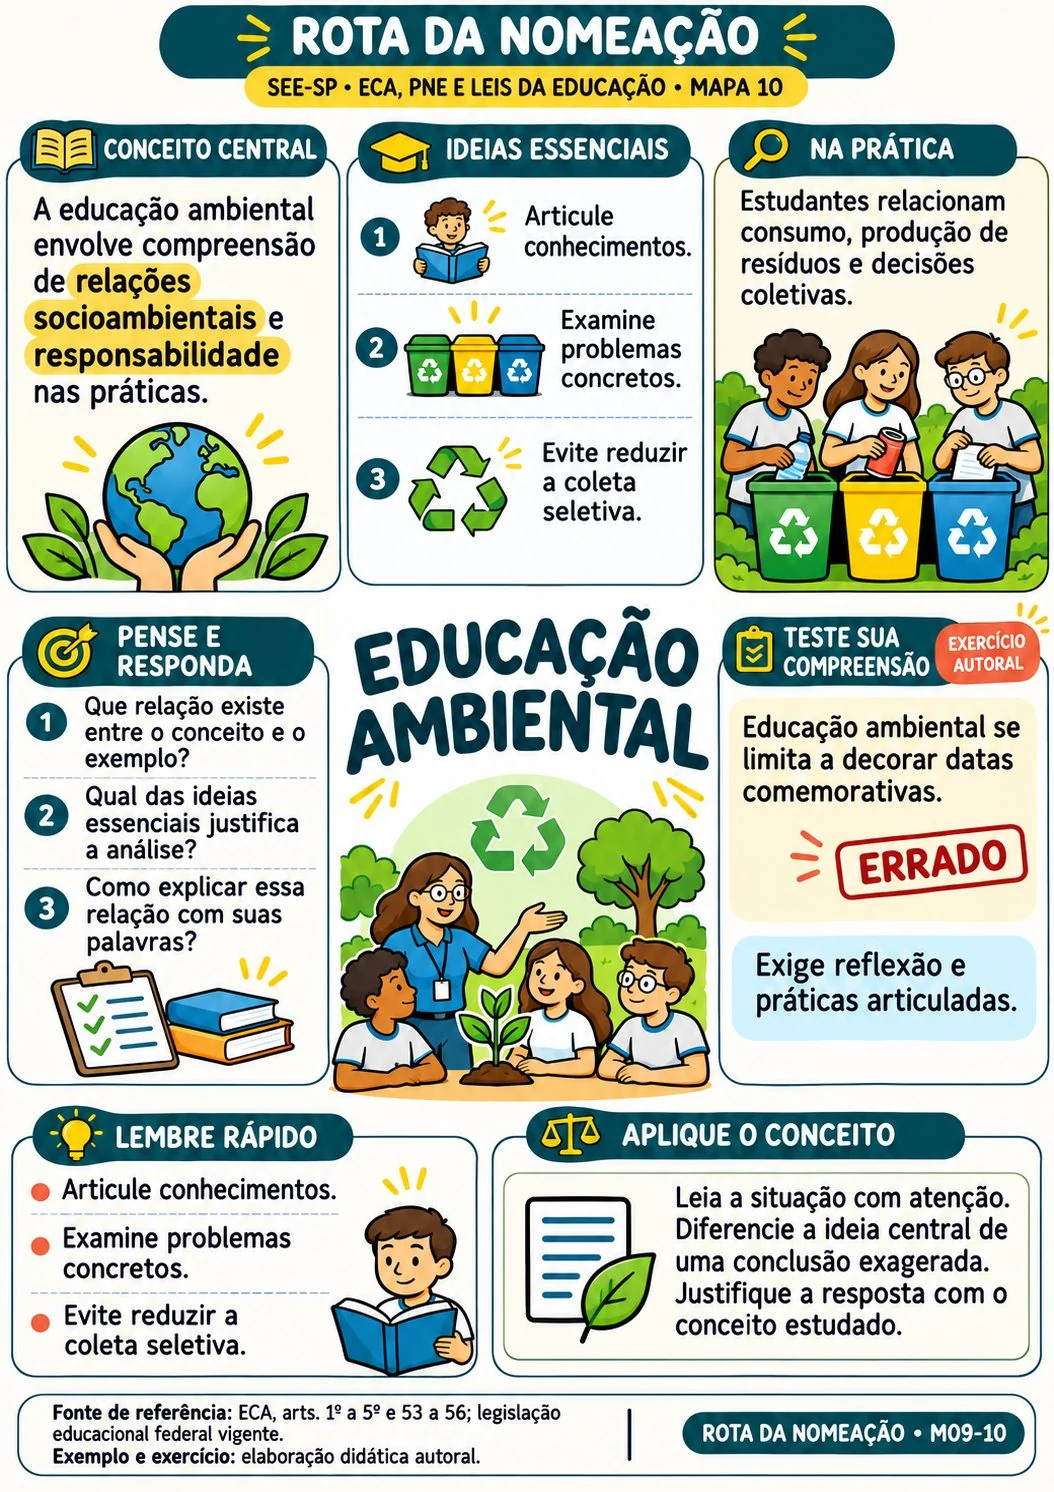 ROTA DA NOMEAÇÃO
SEE-SP • ECA, PNE E LEIS DA EDUCAÇÃO • MAPA 10
CONCEITO CENTRAL
A educação ambiental
envolve compreensão
de relações
socioambientais e
responsabilidade
nas práticas.
IDEIAS ESSENCIAIS
1
Articule
conhecimentos.
2
Examine
problemas
concretos.
3
Evite reduzir
a coleta
seletiva.
NA PRÁTICA
Estudantes relacionam
consumo, produção de
resíduos e decisões
coletivas.
PENSE E
RESPONDA
1
Que relação existe
entre o conceito e o
exemplo?
2
Qual das ideias
essenciais justifica
a análise?
3
Como explicar essa
relação com suas
palavras?
EDUCAÇÃO
AMBIENTAL
TESTE SUA
COMPREENSÃO
EXERCÍCIO
AUTORAL
Educação ambiental se
limita a decorar datas
comemorativas.
ERRADO
Exige reflexão e
práticas articuladas.
LEMBRE RÁPIDO
Articule conhecimentos.
Examine problemas
concretos.
Evite reduzir a
coleta seletiva.
APLIQUE O CONCEITO
Leia a situação com atenção.
Diferencie a ideia central de
uma conclusão exagerada.
Justifique a resposta com o
conceito estudado.
Fonte de referência: ECA, arts. 1º a 5º e 53 a 56; legislação
educacional federal vigente.
Exemplo e exercício: elaboração didática autoral.
ROTA DA NOMEAÇÃO • M09-10